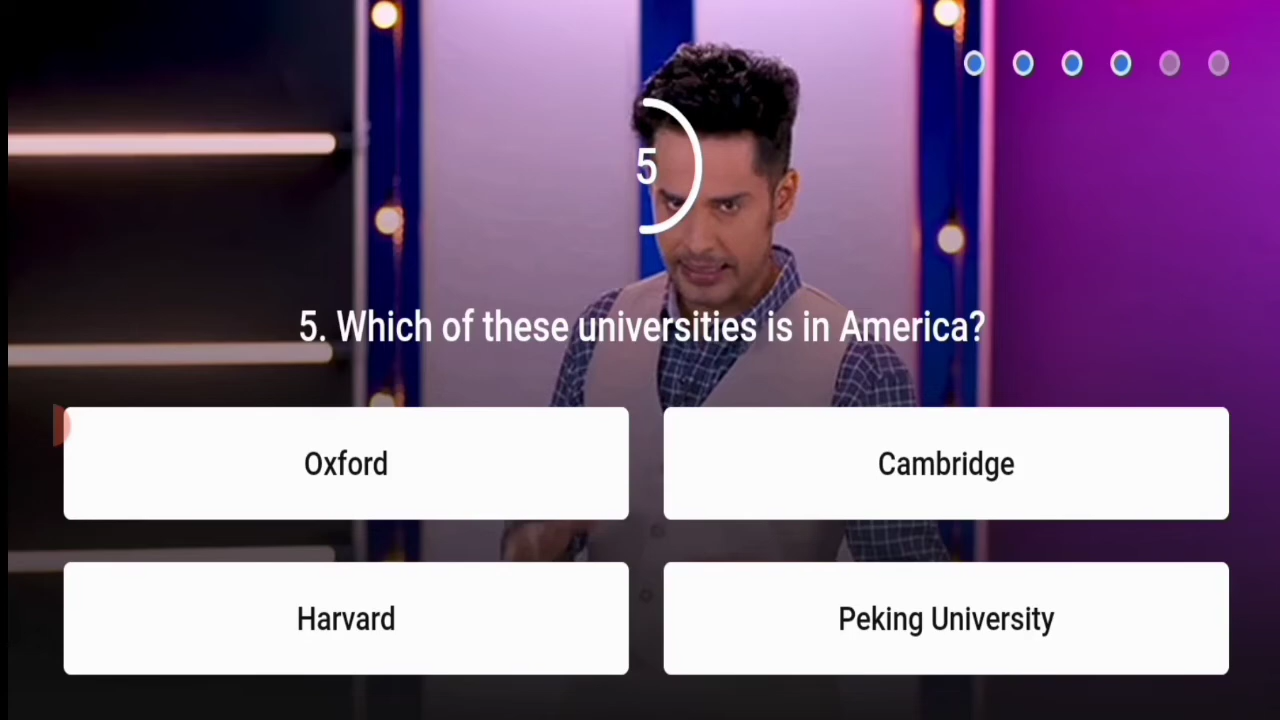 5
5. Which of these universities is in America?
Oxford
Cambridge
Harvard
Peking University